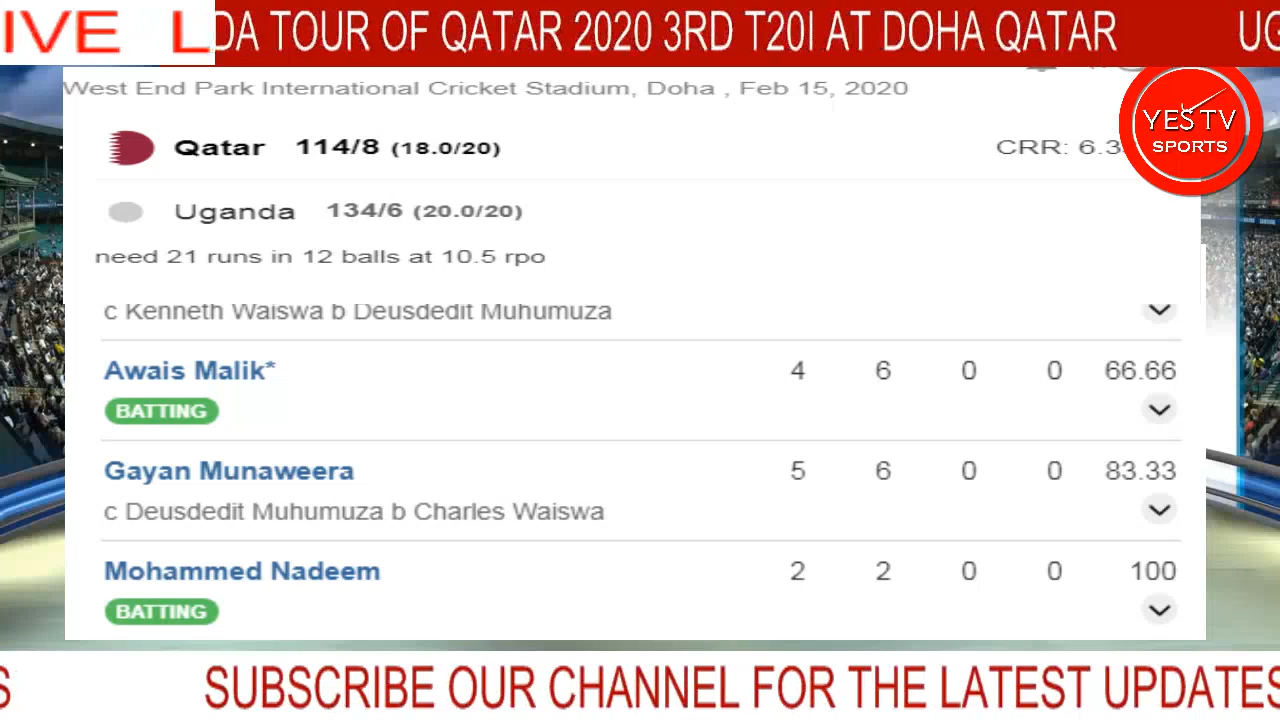 IVE L
DA TOUR OF QATAR 2020 3RD T20I AT DOHA QATAR
West End Park International Cricket Stadium, Doha , Feb 15, 2020
YES TV
SPORTS
Qatar 114/8 (18.0/20) CRR: 6.3
Uganda 134/6 (20.0/20)
need 21 runs in 12 balls at 10.5 rpo
c Kenneth Waiswa b Deusdedit Muhumuza
Awais Malik* 4 6 0 0 66.66
BATTING
Gayan Munaweera 5 6 0 0 83.33
c Deusdedit Muhumuza b Charles Waiswa
Mohammed Nadeem 2 2 0 0 100
BATTING
S SUBSCRIBE OUR CHANNEL FOR THE LATEST UPDATES